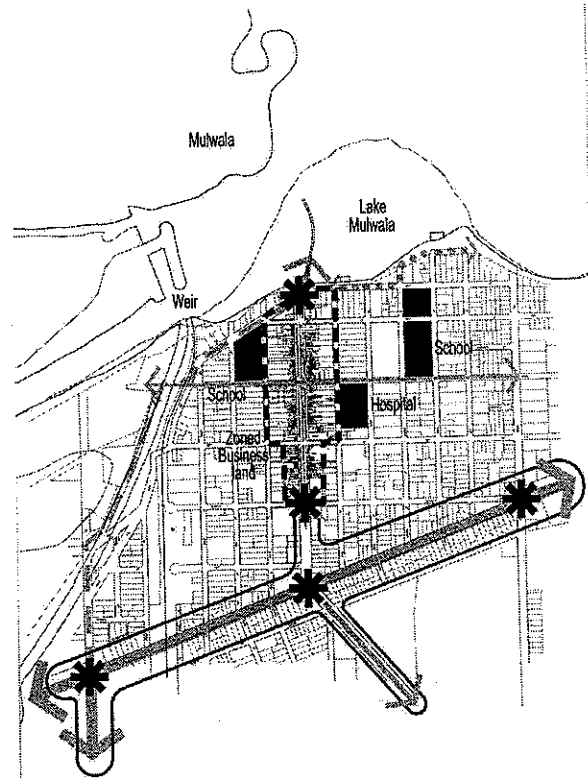 Mulwala
Lake
Mulwala
Weir
School
School
Hospital
Zoned
Business
land